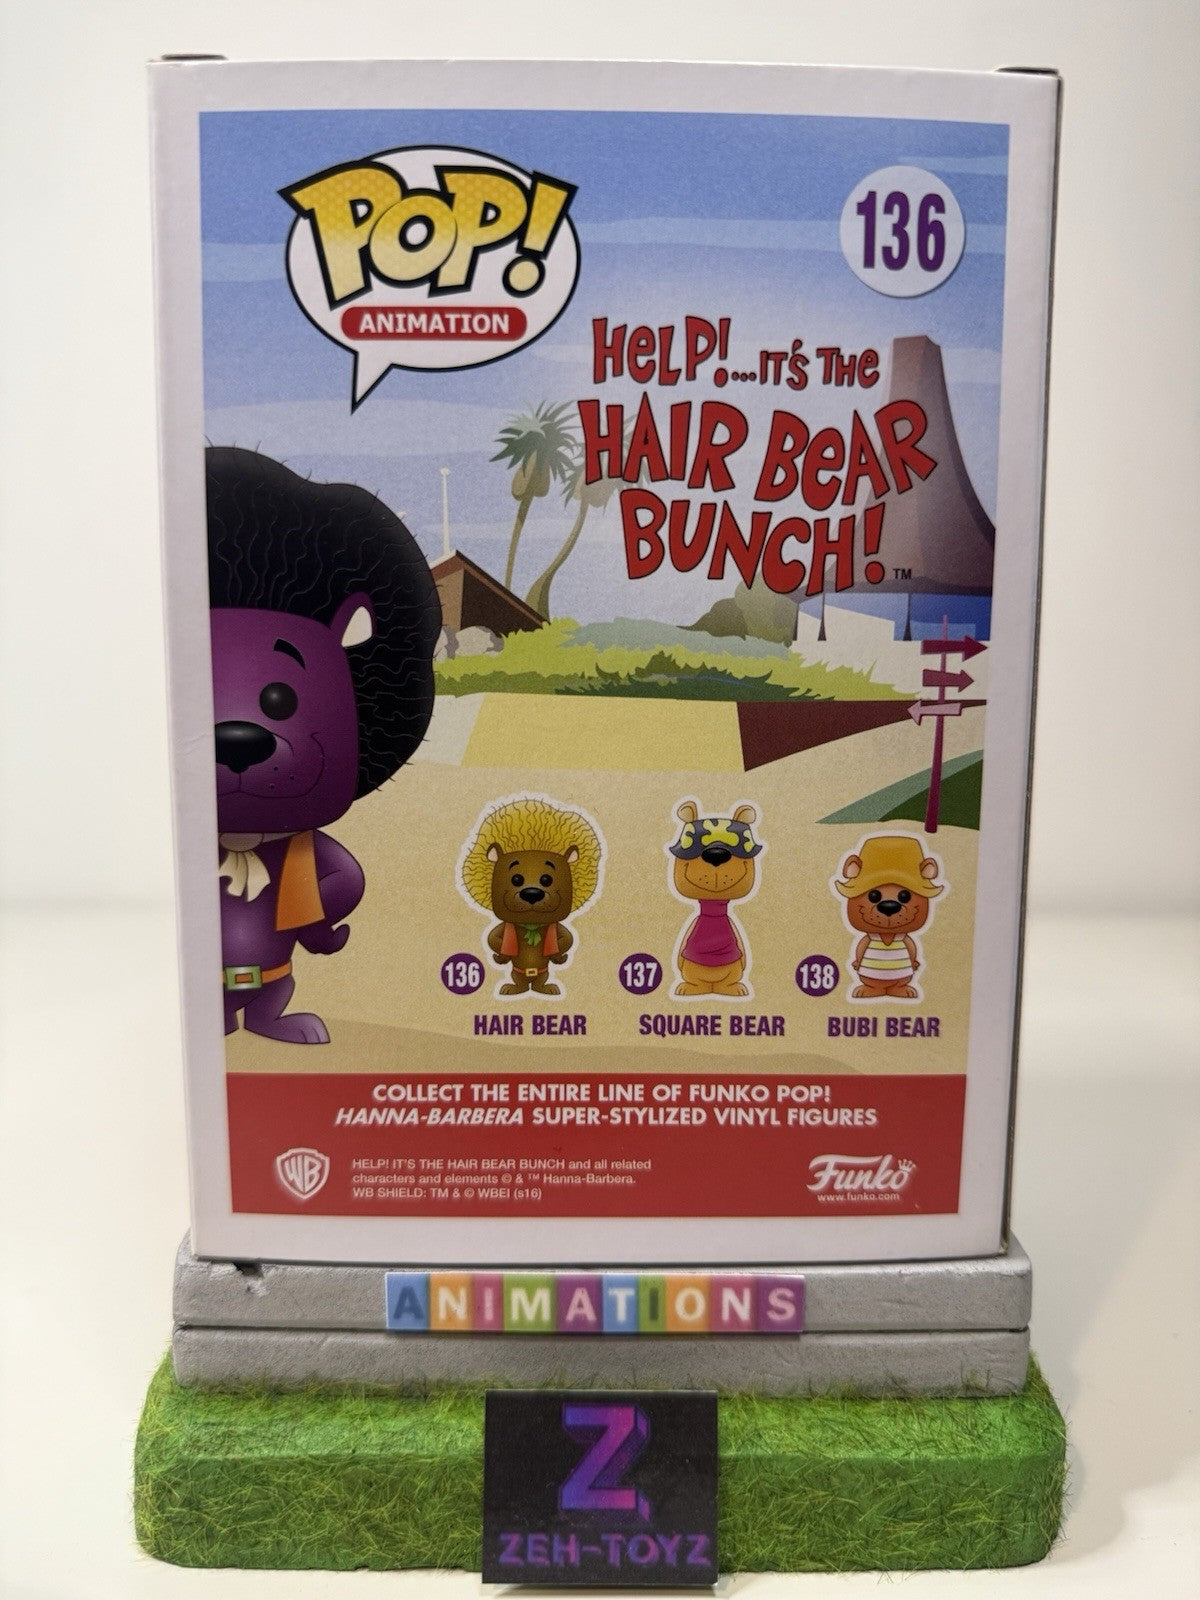 POP!
ANIMATION
136
HELP!...IT'S THE
HAIR BEAR
BUNCH!™
136
137
138
HAIR BEAR
SQUARE BEAR
BUBI BEAR
COLLECT THE ENTIRE LINE OF FUNKO POP!
HANNA-BARBERA SUPER-STYLIZED VINYL FIGURES
WB
HELP! IT'S THE HAIR BEAR BUNCH and all related
characters and elements © & ™ Hanna-Barbera.
WB SHIELD: TM & © WBEI (s16)
Funko
www.funko.com
ANIMATIONS
Z
ZEH-TOYZ